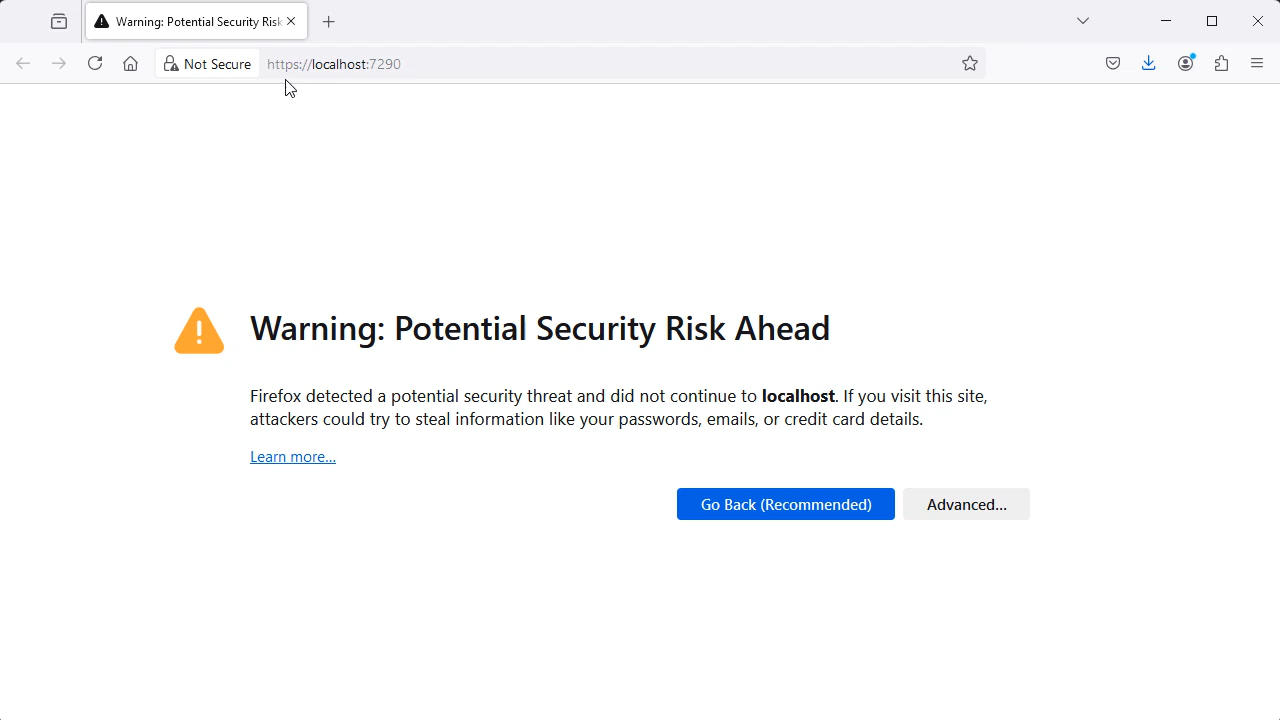 Warning: Potential Security Risk
Not Secure https://localhost:7290
Warning: Potential Security Risk Ahead
Firefox detected a potential security threat and did not continue to localhost. If you visit this site,
attackers could try to steal information like your passwords, emails, or credit card details.
Learn more...
Go Back (Recommended) Advanced...